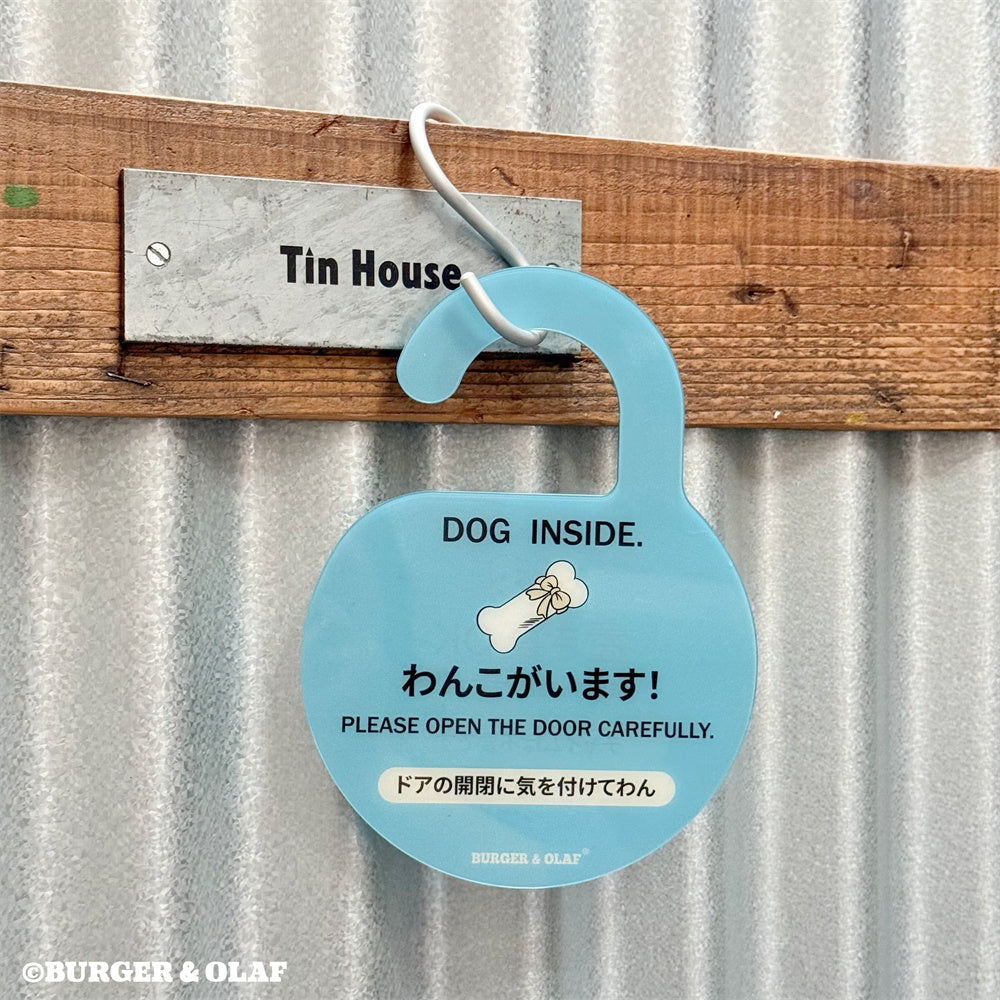 Tin House
DOG INSIDE.
わんこがいます!
PLEASE OPEN THE DOOR CAREFULLY.
ドアの開閉に気を付けてわん
BURGER & OLAF®
©BURGER & OLAF